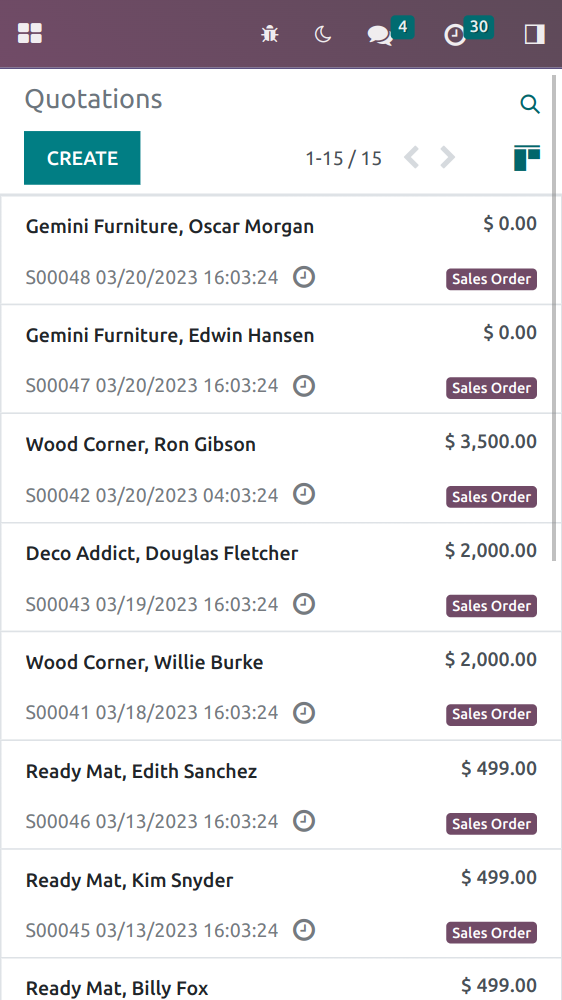 4
30
Quotations
CREATE
1-15 / 15
Gemini Furniture, Oscar Morgan
$ 0.00
S00048 03/20/2023 16:03:24
Sales Order
Gemini Furniture, Edwin Hansen
$ 0.00
S00047 03/20/2023 16:03:24
Sales Order
Wood Corner, Ron Gibson
$ 3,500.00
S00042 03/20/2023 04:03:24
Sales Order
Deco Addict, Douglas Fletcher
$ 2,000.00
S00043 03/19/2023 16:03:24
Sales Order
Wood Corner, Willie Burke
$ 2,000.00
S00041 03/18/2023 16:03:24
Sales Order
Ready Mat, Edith Sanchez
$ 499.00
S00046 03/13/2023 16:03:24
Sales Order
Ready Mat, Kim Snyder
$ 499.00
S00045 03/13/2023 16:03:24
Sales Order
Ready Mat, Billy Fox
$ 499.00